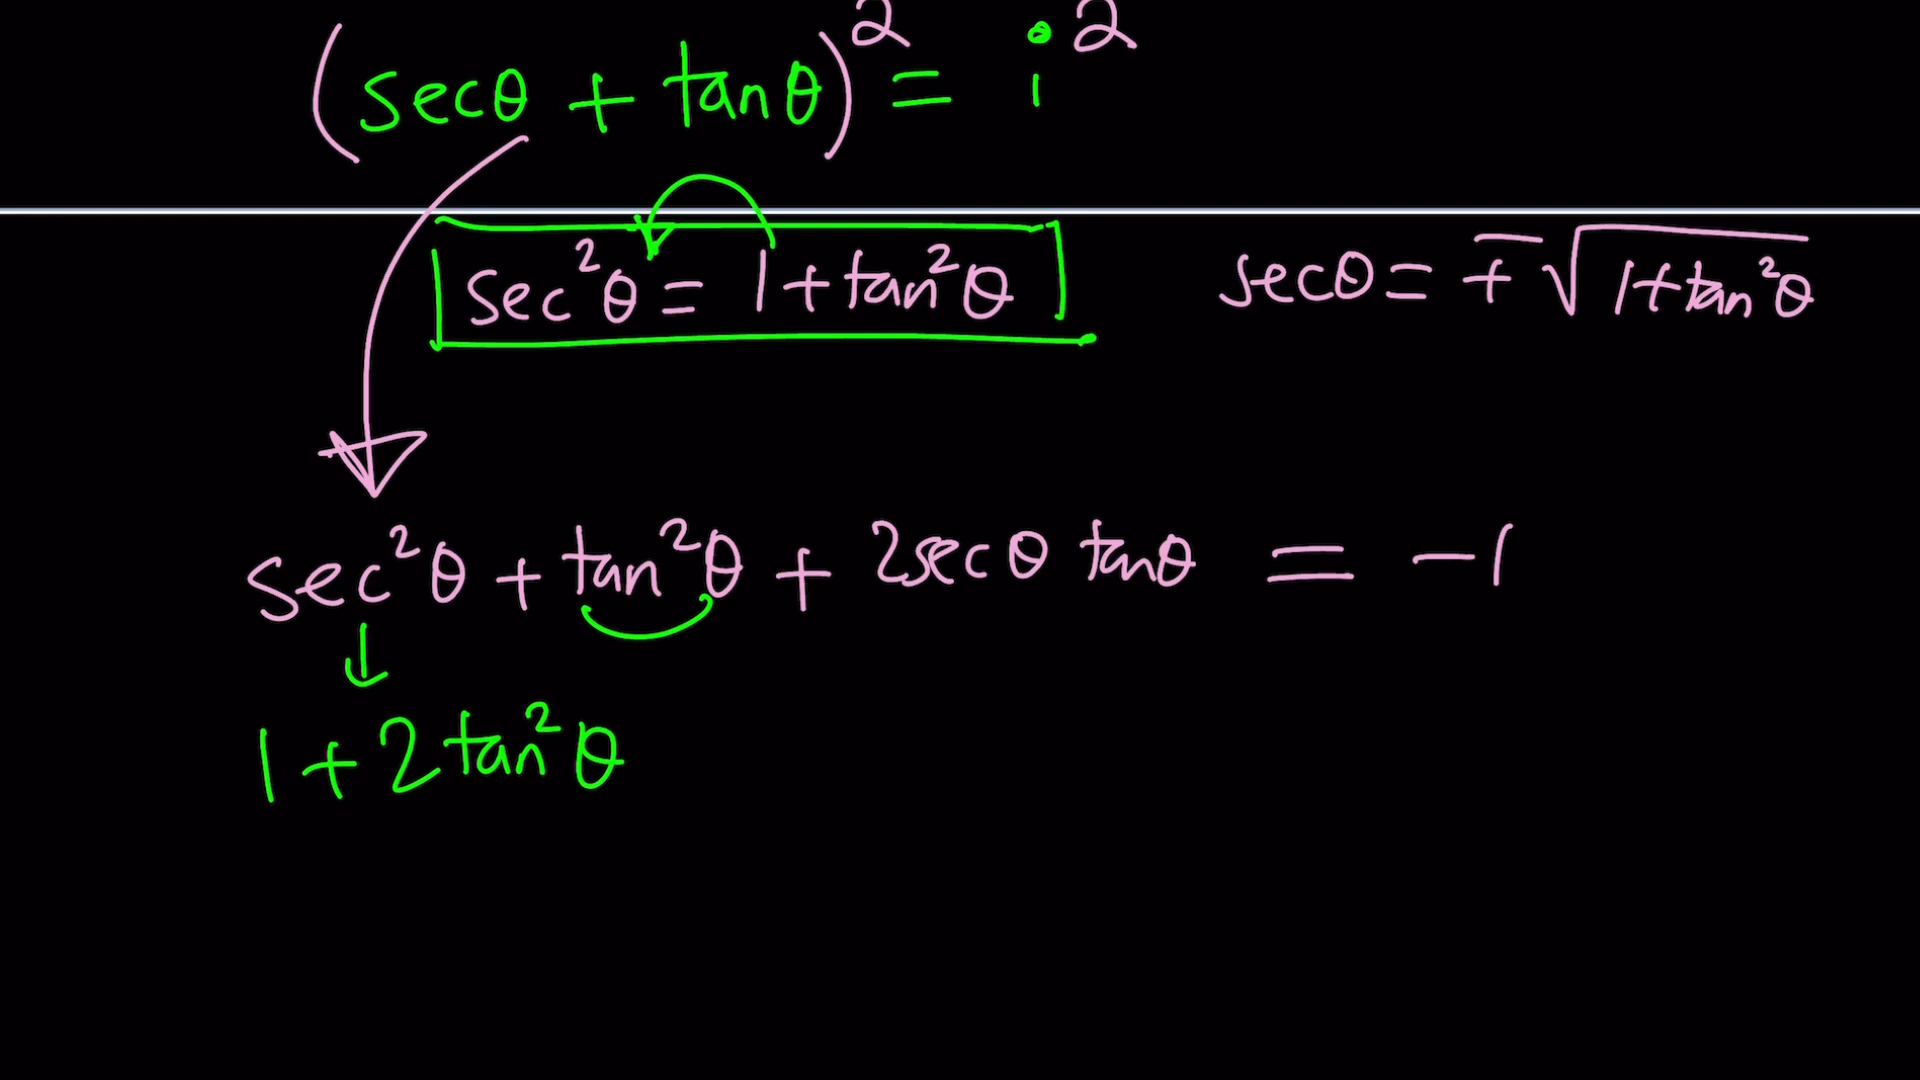 (secθ + tanθ)² = i²
sec²θ = 1 + tan²θ
secθ = ∓√(1 + tan²θ)
sec²θ + tan²θ + 2secθ tanθ = -1
1 + 2tan²θ